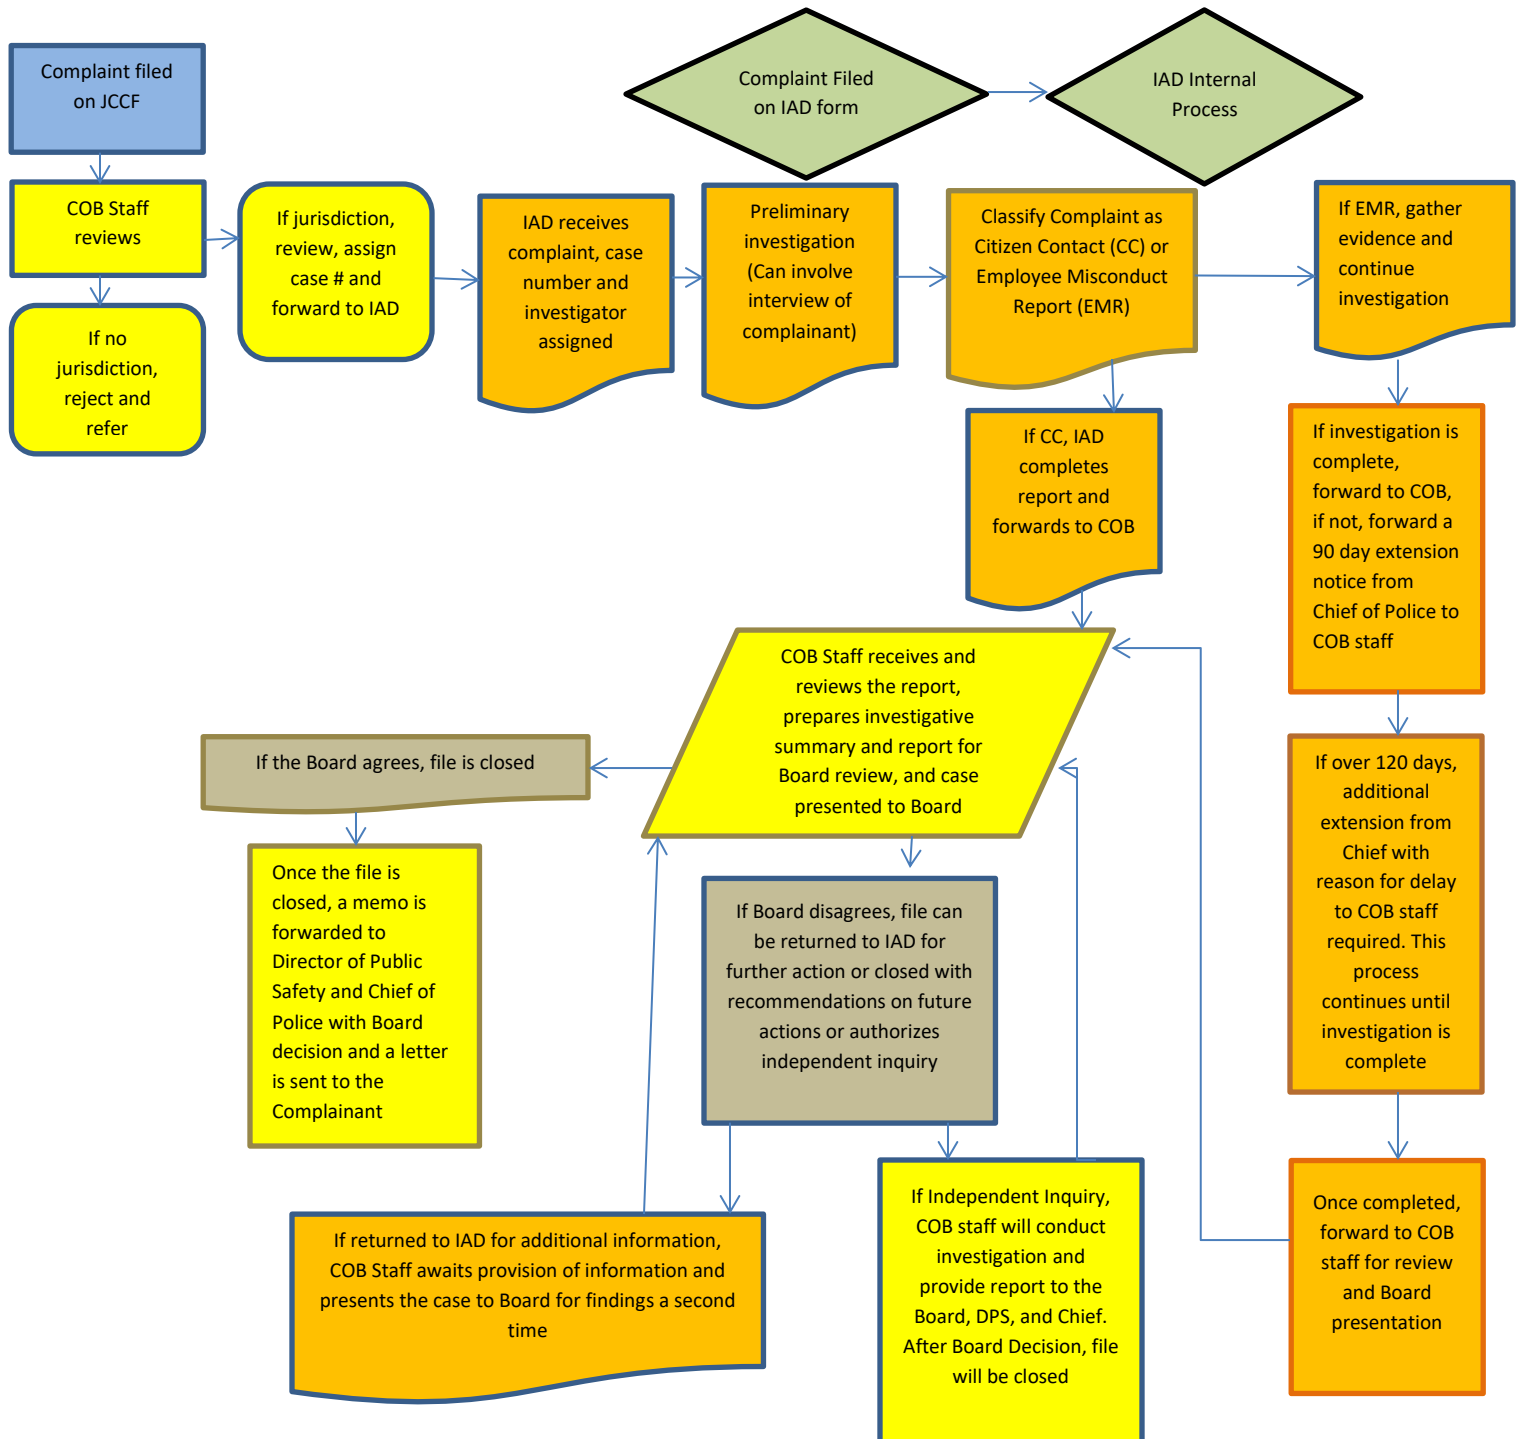 Complaint filed
on JCCF
Complaint Filed
on IAD form
IAD Internal
Process
COB Staff
reviews
If no
jurisdiction,
reject and
refer
If jurisdiction,
review, assign
case # and
forward to IAD
IAD receives
complaint, case
number and
investigator
assigned
Preliminary
investigation
(Can involve
interview of
complainant)
Classify Complaint as
Citizen Contact (CC) or
Employee Misconduct
Report (EMR)
If EMR, gather
evidence and
continue
investigation
If CC, IAD
completes
report and
forwards to COB
If investigation is
complete,
forward to COB,
if not, forward a
90 day extension
notice from
Chief of Police to
COB staff
COB Staff receives and
reviews the report,
prepares investigative
summary and report for
Board review, and case
presented to Board
If the Board agrees, file is closed
If over 120 days,
additional
extension from
Chief with
reason for delay
to COB staff
required. This
process
continues until
investigation is
complete
Once the file is
closed, a memo is
forwarded to
Director of Public
Safety and Chief of
Police with Board
decision and a letter
is sent to the
Complainant
If Board disagrees, file can
be returned to IAD for
further action or closed with
recommendations on future
actions or authorizes
independent inquiry
If returned to IAD for additional information,
COB Staff awaits provision of information and
presents the case to Board for findings a second
time
If Independent Inquiry,
COB staff will conduct
investigation and
provide report to the
Board, DPS, and Chief.
After Board Decision, file
will be closed
Once completed,
forward to COB
staff for review
and Board
presentation